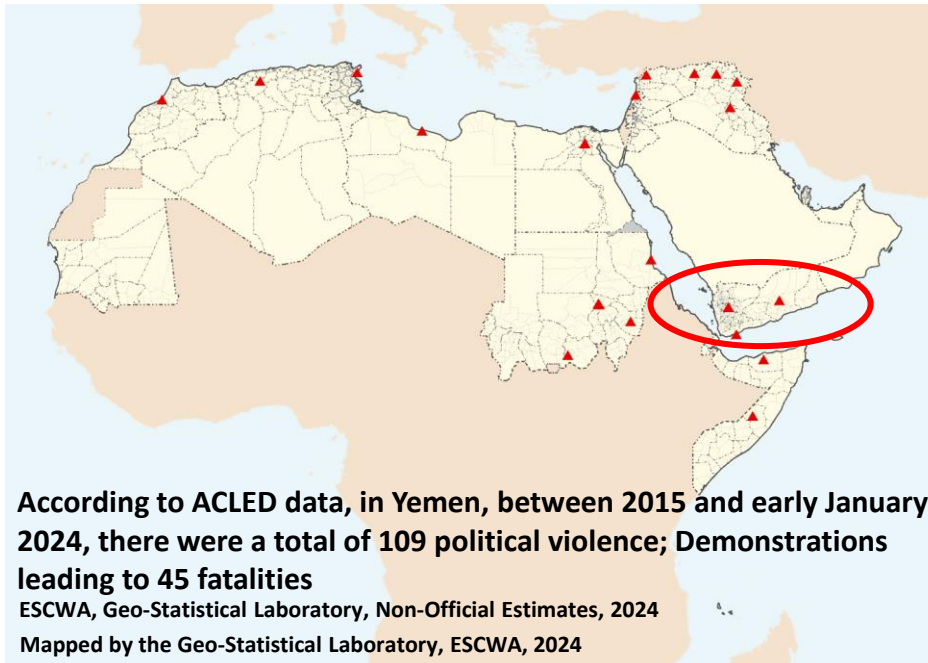 According to ACLED data, in Yemen, between 2015 and early January
2024, there were a total of 109 political violence; Demonstrations
leading to 45 fatalities
ESCWA, Geo-Statistical Laboratory, Non-Official Estimates, 2024
Mapped by the Geo-Statistical Laboratory, ESCWA, 2024